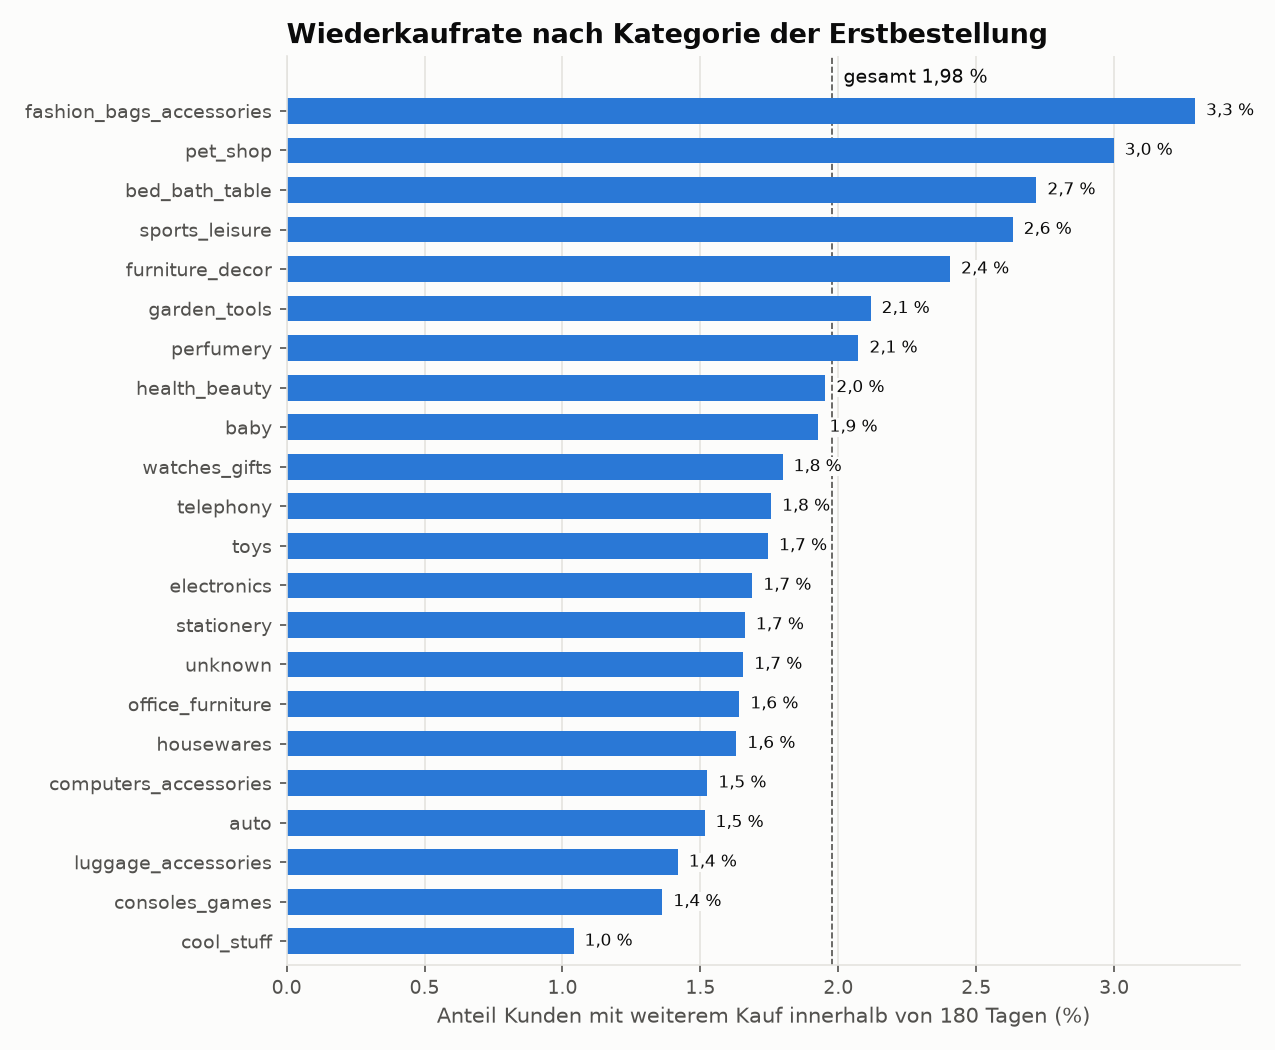 Wiederkaufrate nach Kategorie der Erstbestellung
gesamt 1,98 %
fashion_bags_accessories 3,3 %
pet_shop 3,0 %
bed_bath_table 2,7 %
sports_leisure 2,6 %
furniture_decor 2,4 %
garden_tools 2,1 %
perfumery 2,1 %
health_beauty 2,0 %
baby 1,9 %
watches_gifts 1,8 %
telephony 1,8 %
toys 1,7 %
electronics 1,7 %
stationery 1,7 %
unknown 1,7 %
office_furniture 1,6 %
housewares 1,6 %
computers_accessories 1,5 %
auto 1,5 %
luggage_accessories 1,4 %
consoles_games 1,4 %
cool_stuff 1,0 %
0.0 0.5 1.0 1.5 2.0 2.5 3.0
Anteil Kunden mit weiterem Kauf innerhalb von 180 Tagen (%)